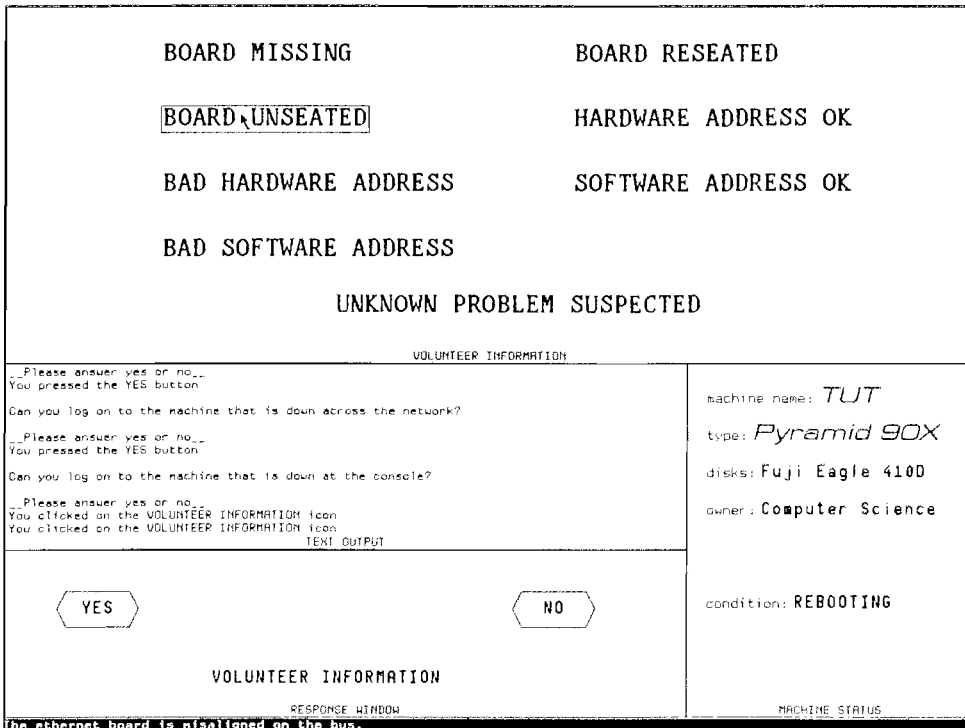 BOARD MISSING
BOARD RESEATED
BOARD UNSEATED
HARDWARE ADDRESS OK
BAD HARDWARE ADDRESS
SOFTWARE ADDRESS OK
BAD SOFTWARE ADDRESS
UNKNOWN PROBLEM SUSPECTED
VOLUNTEER INFORMATION
__Please answer yes or no__
You pressed the YES button
Can you log on to the machine that is down across the network?
__Please answer yes or no__
You pressed the YES button
Can you log on to the machine that is down at the console?
__Please answer yes or no__
You clicked on the VOLUNTEER INFORMATION icon
You clicked on the VOLUNTEER INFORMATION icon
TEXT OUTPUT
machine name: TUT
type: Pyramid 90X
disks: Fuji Eagle 410D
owner: Computer Science
condition: REBOOTING
MACHINE STATUS
YES
NO
VOLUNTEER INFORMATION
RESPONSE WINDOW
The ethernet board is misaligned on the bus.